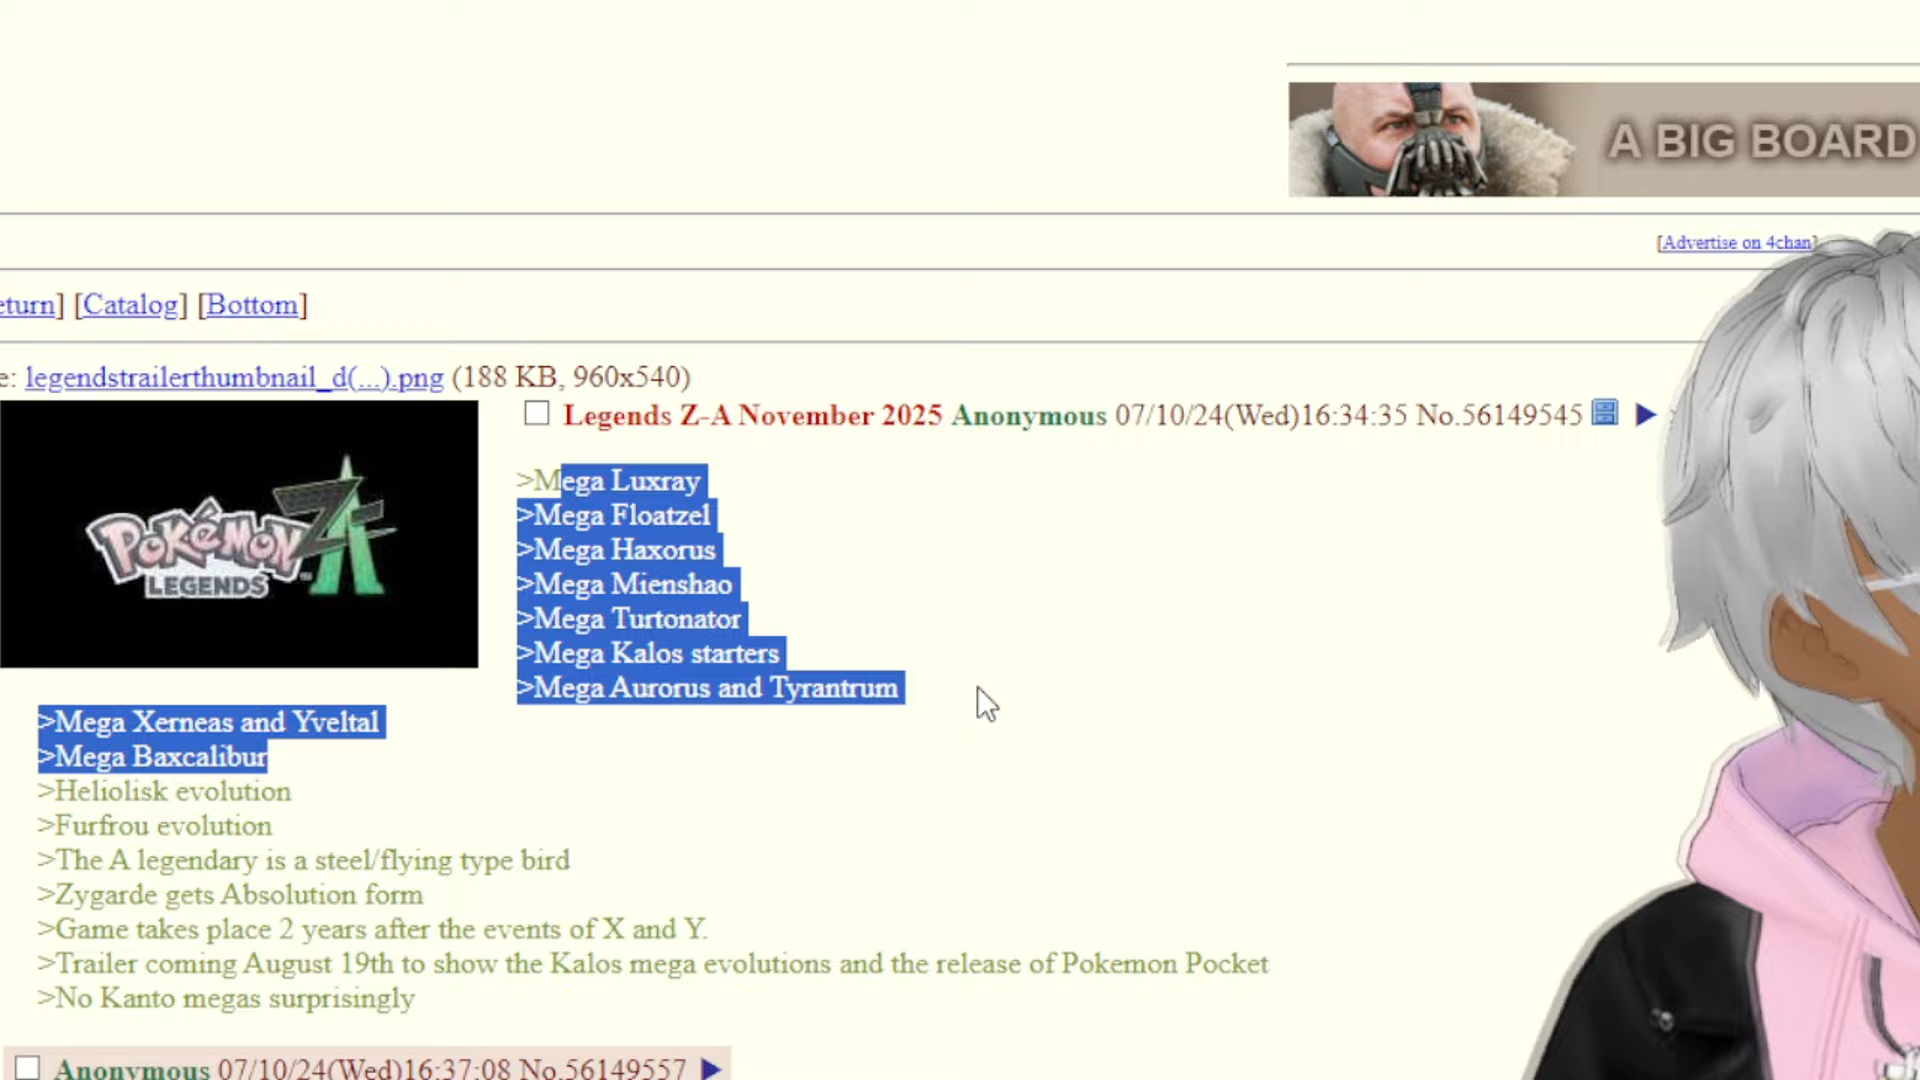 A BIG BOARD
[Advertise on 4chan]
eturn] [Catalog] [Bottom]
e: legendstrailerthumbnail_d(...).png (188 KB, 960x540)
Legends Z-A November 2025 Anonymous 07/10/24(Wed)16:34:35 No.56149545
POKÉMON
LEGENDS
ZA
>Mega Luxray
>Mega Floatzel
>Mega Haxorus
>Mega Mienshao
>Mega Turtonator
>Mega Kalos starters
>Mega Aurorus and Tyrantrum
>Mega Xerneas and Yveltal
>Mega Baxcalibur
>Heliolisk evolution
>Furfrou evolution
>The A legendary is a steel/flying type bird
>Zygarde gets Absolution form
>Game takes place 2 years after the events of X and Y.
>Trailer coming August 19th to show the Kalos mega evolutions and the release of Pokemon Pocket
>No Kanto megas surprisingly
Anonymous 07/10/24(Wed)16:37:08 No.56149557